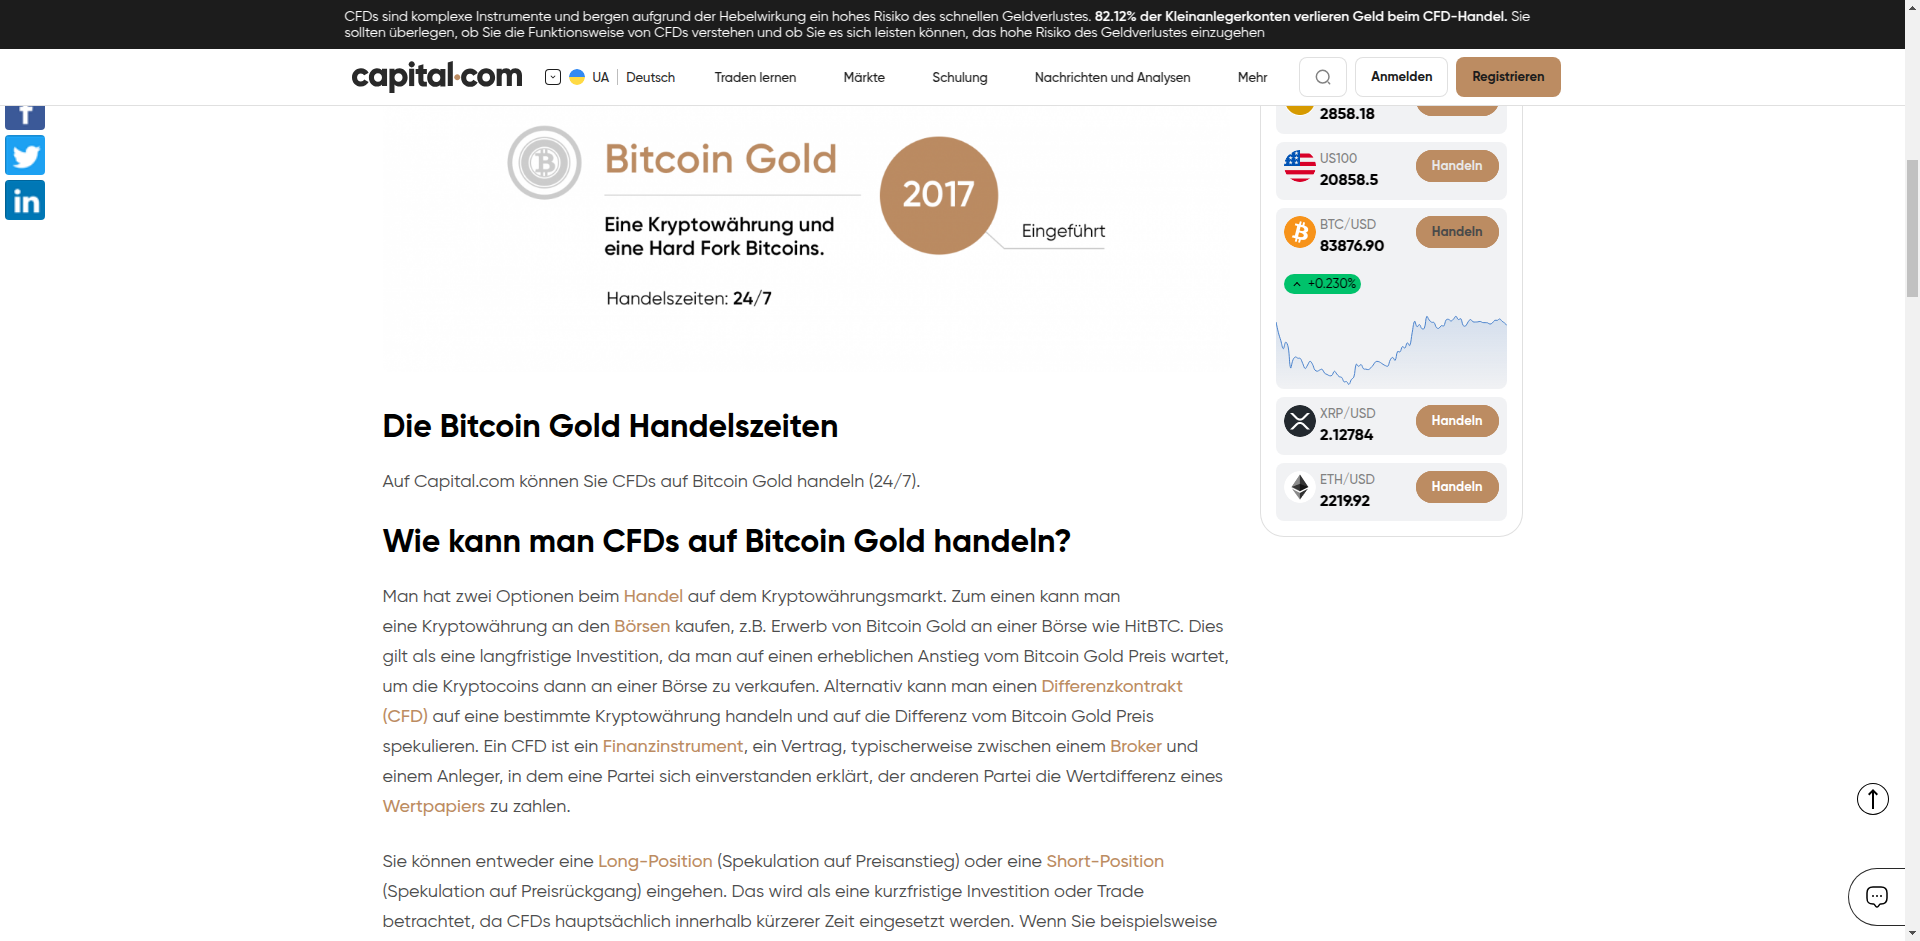 CFDs sind komplexe Instrumente und bergen aufgrund der Hebelwirkung ein hohes Risiko des schnellen Geldverlustes. 82.12% der Kleinanlegerkonten verlieren Geld beim CFD-Handel. Sie
sollten überlegen, ob Sie die Funktionsweise von CFDs verstehen und ob Sie es sich leisten können, das hohe Risiko des Geldverlustes einzugehen
capital.com
UA | Deutsch
Traden lernen
Märkte
Schulung
Nachrichten und Analysen
Mehr
Anmelden
Registrieren
Bitcoin Gold
Eine Kryptowährung und
eine Hard Fork Bitcoins.
Handelszeiten: 24/7
2017
Eingeführt
Die Bitcoin Gold Handelszeiten
Auf Capital.com können Sie CFDs auf Bitcoin Gold handeln (24/7).
Wie kann man CFDs auf Bitcoin Gold handeln?
Man hat zwei Optionen beim Handel auf dem Kryptowährungsmarkt. Zum einen kann man
eine Kryptowährung an den Börsen kaufen, z.B. Erwerb von Bitcoin Gold an einer Börse wie HitBTC. Dies
gilt als eine langfristige Investition, da man auf einen erheblichen Anstieg vom Bitcoin Gold Preis wartet,
um die Kryptocoins dann an einer Börse zu verkaufen. Alternativ kann man einen Differenzkontrakt
(CFD) auf eine bestimmte Kryptowährung handeln und auf die Differenz vom Bitcoin Gold Preis
spekulieren. Ein CFD ist ein Finanzinstrument, ein Vertrag, typischerweise zwischen einem Broker und
einem Anleger, in dem eine Partei sich einverstanden erklärt, der anderen Partei die Wertdifferenz eines
Wertpapiers zu zahlen.
Sie können entweder eine Long-Position (Spekulation auf Preisanstieg) oder eine Short-Position
(Spekulation auf Preisrückgang) eingehen. Das wird als eine kurzfristige Investition oder Trade
betrachtet, da CFDs hauptsächlich innerhalb kürzerer Zeit eingesetzt werden. Wenn Sie beispielsweise
2858.18
US100
20858.5
Handeln
BTC/USD
83876.90
Handeln
+0.230%
XRP/USD
2.12784
Handeln
ETH/USD
2219.92
Handeln